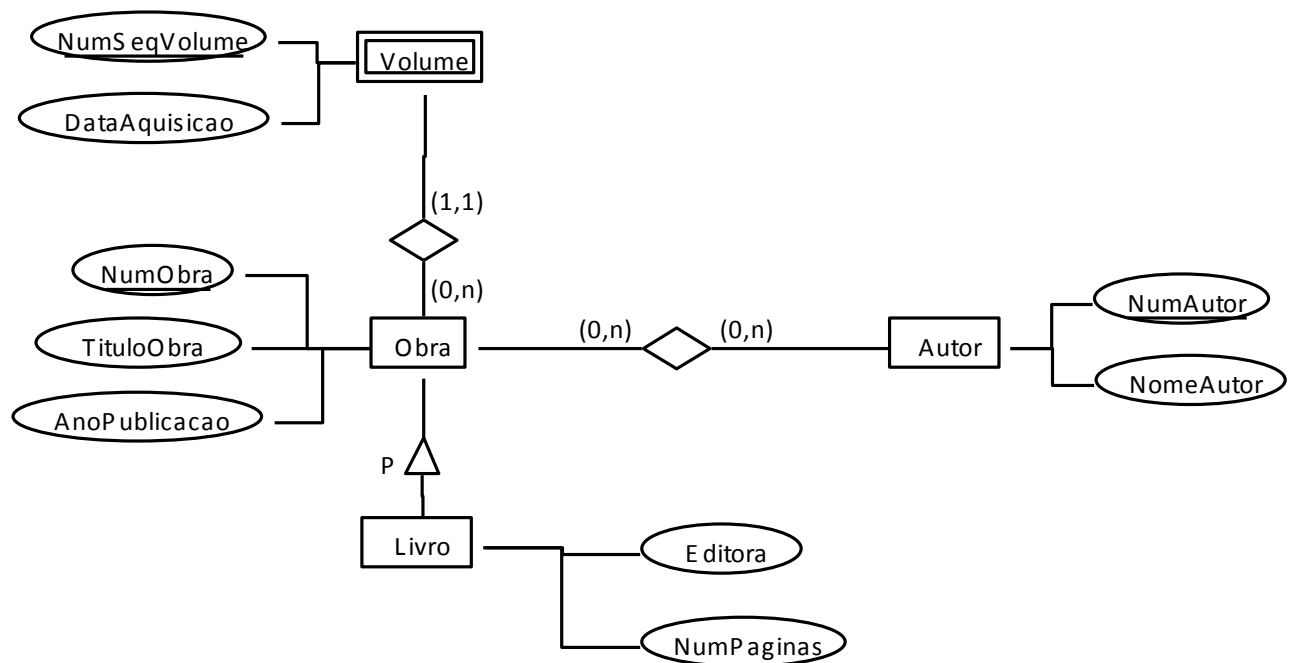 NumSeqVolume
Volume
DataAquisicao
(1,1)
NumObra
(0,n)
NumAutor
TituloObra
Obra
(0,n)
(0,n)
Autor
NomeAutor
AnoPublicacao
P
Livro
Editora
NumPaginas